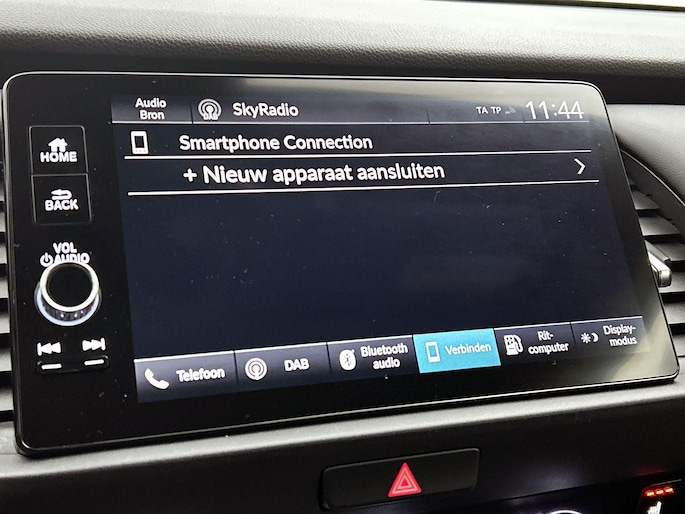 Audio
Bron
DAB
SkyRadio
TA TP
11:44
HOME
Smartphone Connection
+ Nieuw apparaat aansluiten
BACK
VOL
AUDIO
Telefoon
DAB
Bluetooth
audio
Verbinden
Rit-
computer
Display-
modus